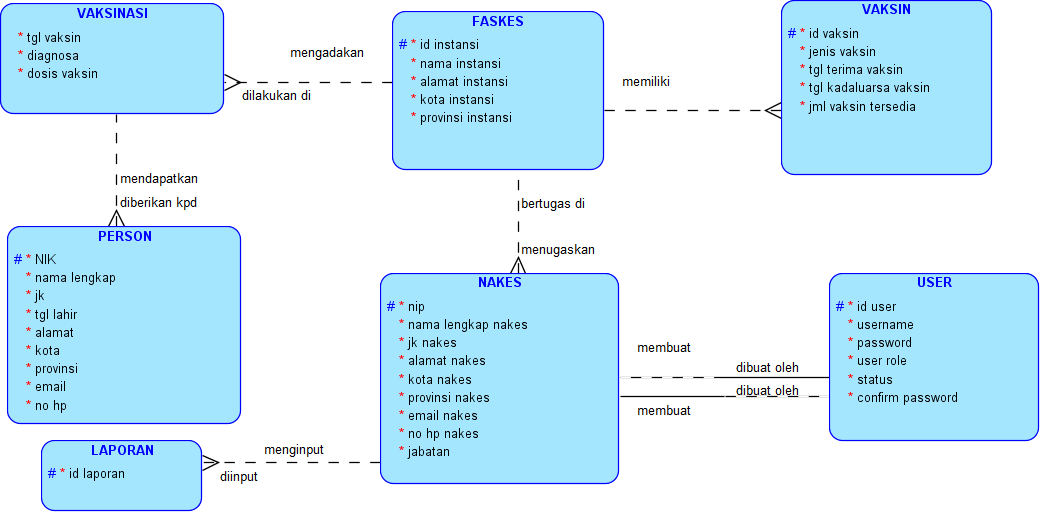 VAKSINASI
* tgl vaksin
* diagnosa
* dosis vaksin
mengadakan
dilakukan di
FASKES
# * id instansi
* nama instansi
* alamat instansi
* kota instansi
* provinsi instansi
memiliki
VAKSIN
# * id vaksin
* jenis vaksin
* tgl terima vaksin
* tgl kadaluarsa vaksin
* jml vaksin tersedia
mendapatkan
diberikan kpd
bertugas di
menugaskan
PERSON
# * NIK
* nama lengkap
* jk
* tgl lahir
* alamat
* kota
* provinsi
* email
* no hp
NAKES
# * nip
* nama lengkap nakes
* jk nakes
* alamat nakes
* kota nakes
* provinsi nakes
* email nakes
* no hp nakes
* jabatan
membuat
dibuat oleh
dibuat oleh
membuat
USER
# * id user
* username
* password
* user role
* status
* confirm password
LAPORAN
# * id laporan
menginput
diinput